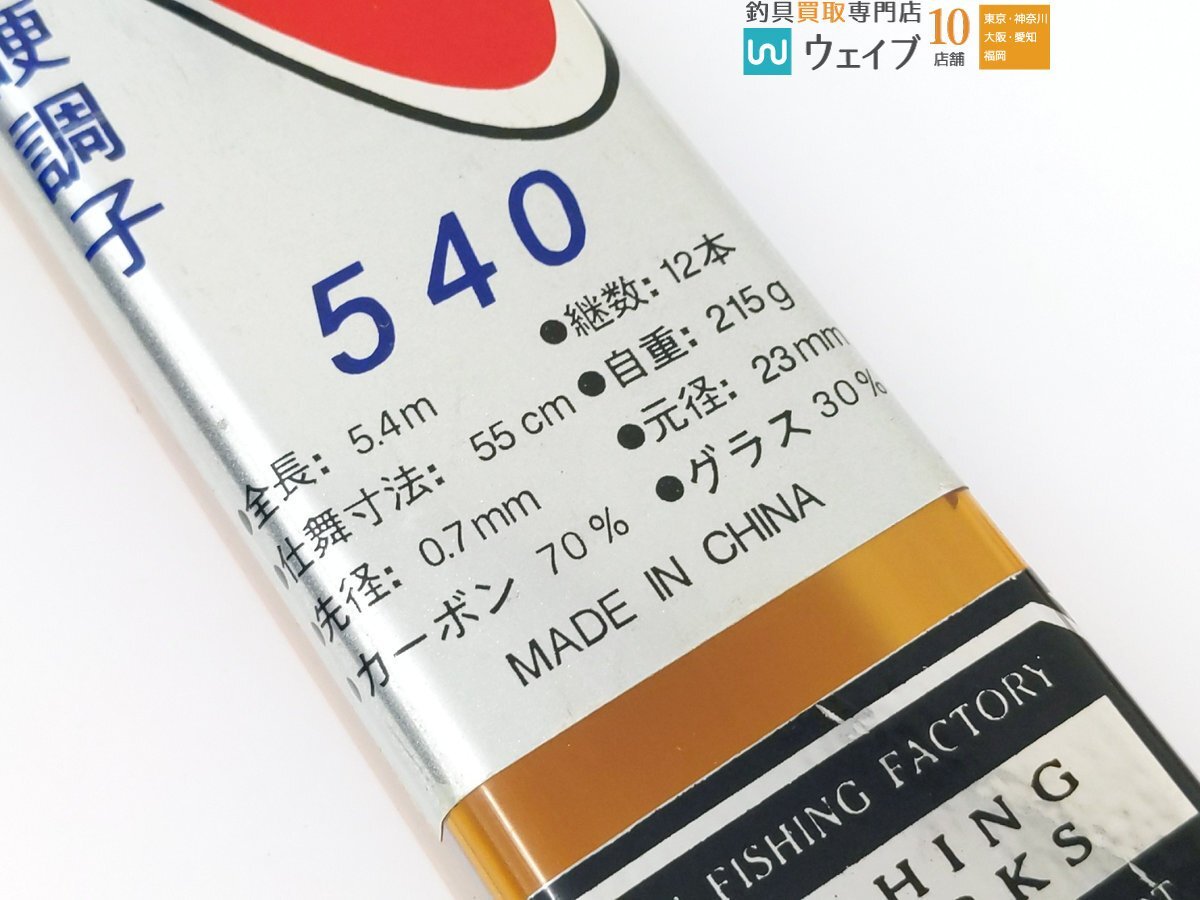 釣具買取専門店
ウェイブ
10
店舗
東京・神奈川
大阪・愛知
福岡
硬調子
540
全長: 5.4m
●継数: 12本
仕舞寸法: 55cm
●自重: 215g
先径: 0.7mm
●元径: 23mm
カーボン 70%
●グラス 30%
MADE IN CHINA
FISHING FACTORY
HING
RKS